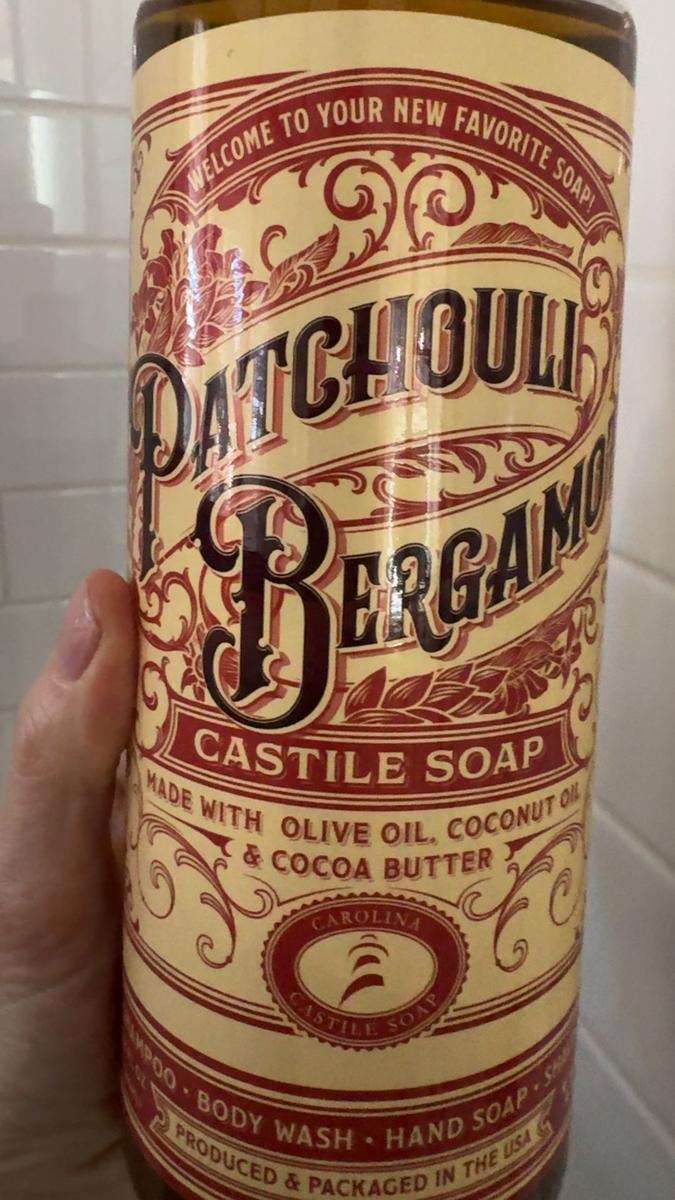 WELCOME TO YOUR NEW FAVORITE SOAP!
PATCHOULI
BERGAMO
CASTILE SOAP
MADE WITH OLIVE OIL, COCONUT OIL
& COCOA BUTTER
CAROLINA
CASTILE SOAP
BODY WASH • HAND SOAP •
PRODUCED & PACKAGED IN THE USA